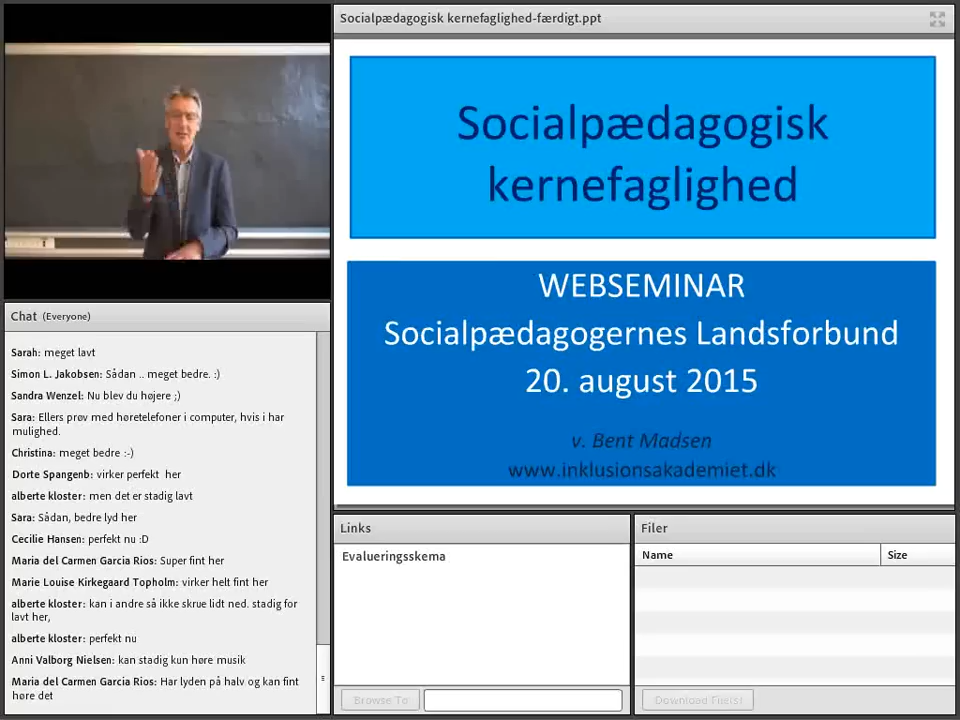 Socialpædagogisk kernefaglighed-færdigt.ppt
Socialpædagogisk
kernefaglighed
WEBSEMINAR
Socialpædagogernes Landsforbund
20. august 2015
v. Bent Madsen
www.inklusionsakademiet.dk
Chat (Everyone)
Sarah: meget lavt
Simon L. Jakobsen: Sådan .. meget bedre. :)
Sandra Wenzel: Nu blev du højere ;)
Sara: Ellers prøv med høretelefoner i computer, hvis i har
mulighed.
Christina: meget bedre :-)
Dorte Spangenb: virker perfekt her
alberte kloster: men det er stadig lavt
Sara: Sådan, bedre lyd her
Cecilie Hansen: perfekt nu :D
Maria del Carmen Garcia Rios: Super fint her
Marie Louise Kirkegaard Topholm: virker helt fint her
alberte kloster: kan i andre så ikke skrue lidt ned. stadig for
lavt her,
alberte kloster: perfekt nu
Anni Valborg Nielsen: kan stadig kun høre musik
Maria del Carmen Garcia Rios: Har lyden på halv og kan fint
høre det
Links
Evalueringsskema
Browse To
Filer
Name Size
Download File(s)